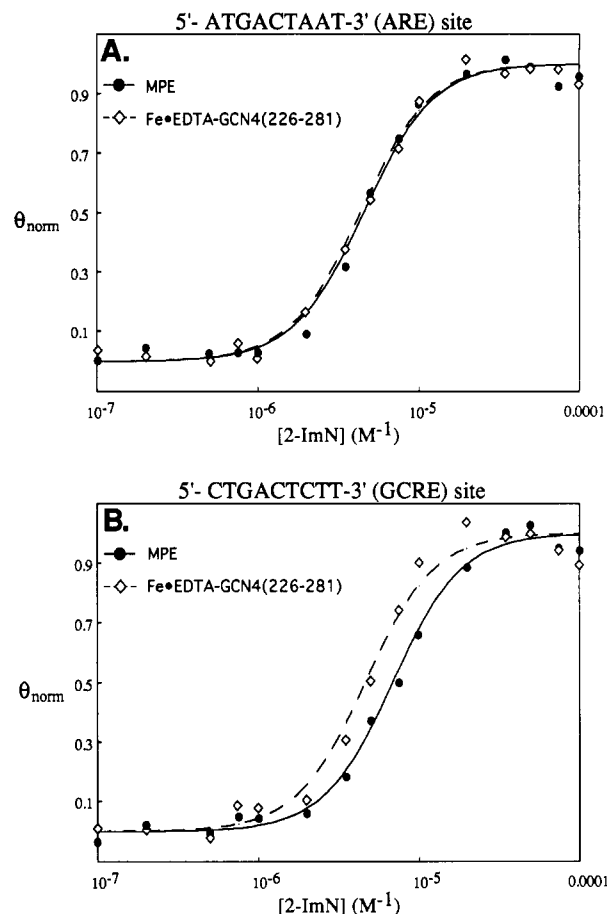 5'- ATGACTAAT-3' (ARE) site
A.
MPE
Fe•EDTA-GCN4(226-281)
0.9
0.7
θnorm 0.5
0.3
0.1
10⁻⁷ 10⁻⁶ 10⁻⁵ 0.0001
[2-ImN] (M⁻¹)
5'- CTGACTCTT-3' (GCRE) site
B.
MPE
Fe•EDTA-GCN4(226-281)
0.9
0.7
θnorm 0.5
0.3
0.1
10⁻⁷ 10⁻⁶ 10⁻⁵ 0.0001
[2-ImN] (M⁻¹)